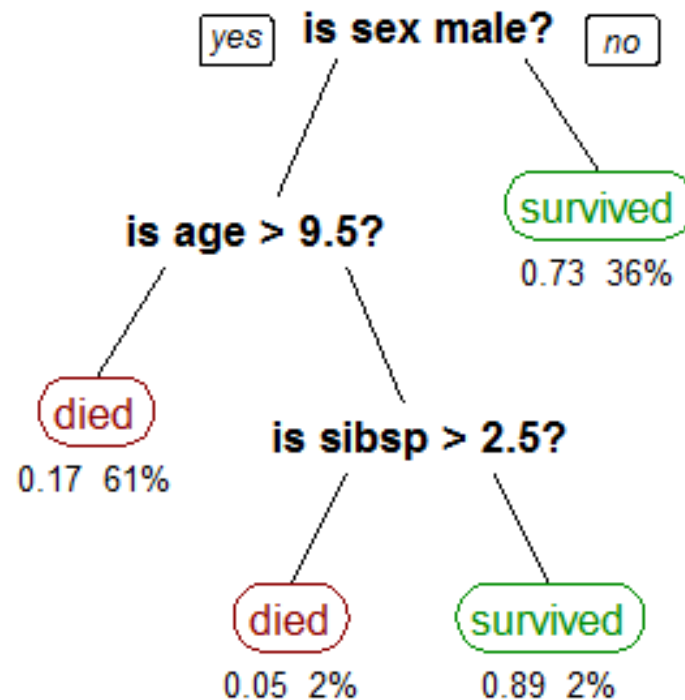 yes is sex male? no
survived
0.73 36%
is age > 9.5?
died
0.17 61%
is sibsp > 2.5?
died survived
0.05 2% 0.89 2%